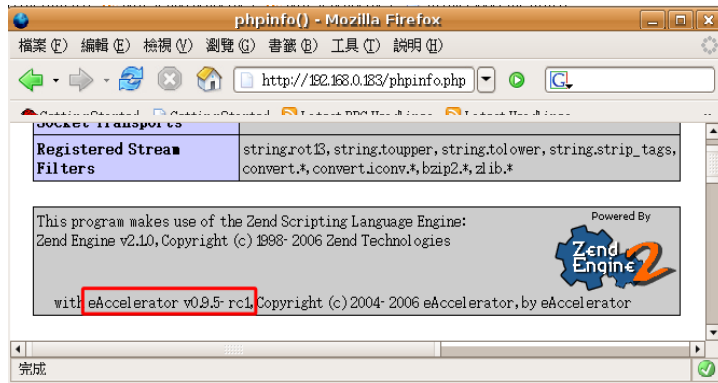 phpinfo() - Mozilla Firefox
檔案(F) 編輯(E) 檢視(V) 瀏覽(G) 書籤(B) 工具(T) 說明(H)
http://192.168.0.183/phpinfo.php G
Socket Transports
Registered Stream Filters
string.rot13, string.toupper, string.tolower, string.strip_tags,
convert.*, convert.iconv.*, bzip2.*, zlib.*
This program makes use of the Zend Scripting Language Engine:
Zend Engine v2.1.0, Copyright (c) 1998-2006 Zend Technologies
Powered By
Zend
Engine 2
with eAccelerator v0.9.5-rc1, Copyright (c) 2004-2006 eAccelerator, by eAccelerator
完成